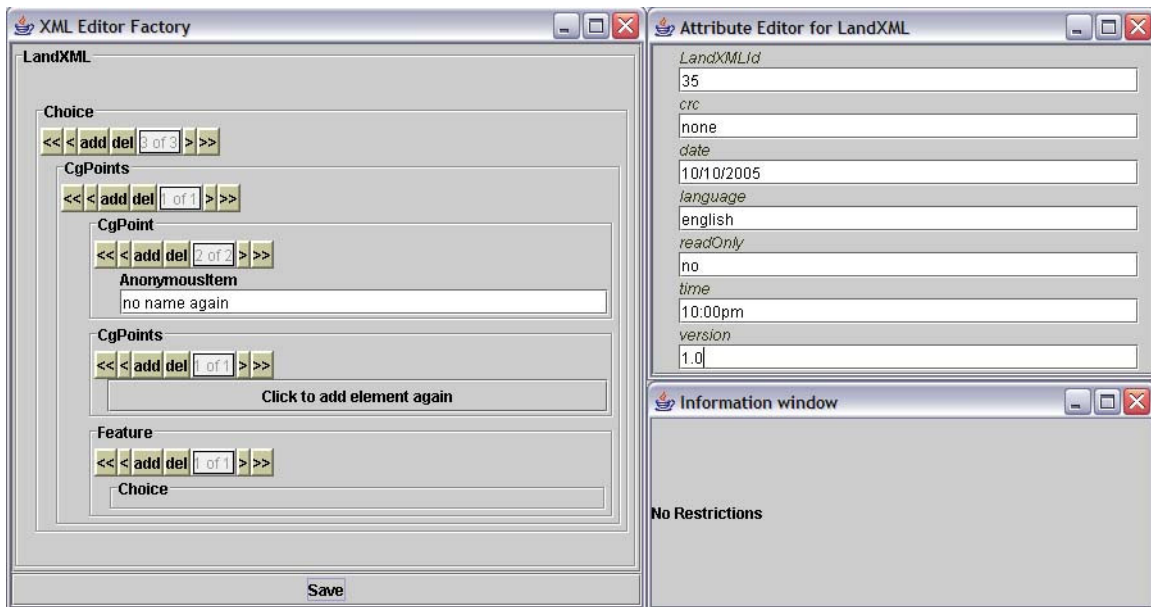 XML Editor Factory
LandXML
Choice
<< < add del 3 of 3 > >>
CgPoints
<< < add del 1 of 1 > >>
CgPoint
<< < add del 2 of 2 > >>
AnonymousItem
no name again
CgPoints
<< < add del 1 of 1 > >>
Click to add element again
Feature
<< < add del 1 of 1 > >>
Choice
Save
Attribute Editor for LandXML
LandXMLId
35
crc
none
date
10/10/2005
language
english
readOnly
no
time
10:00pm
version
1.0
Information window
No Restrictions